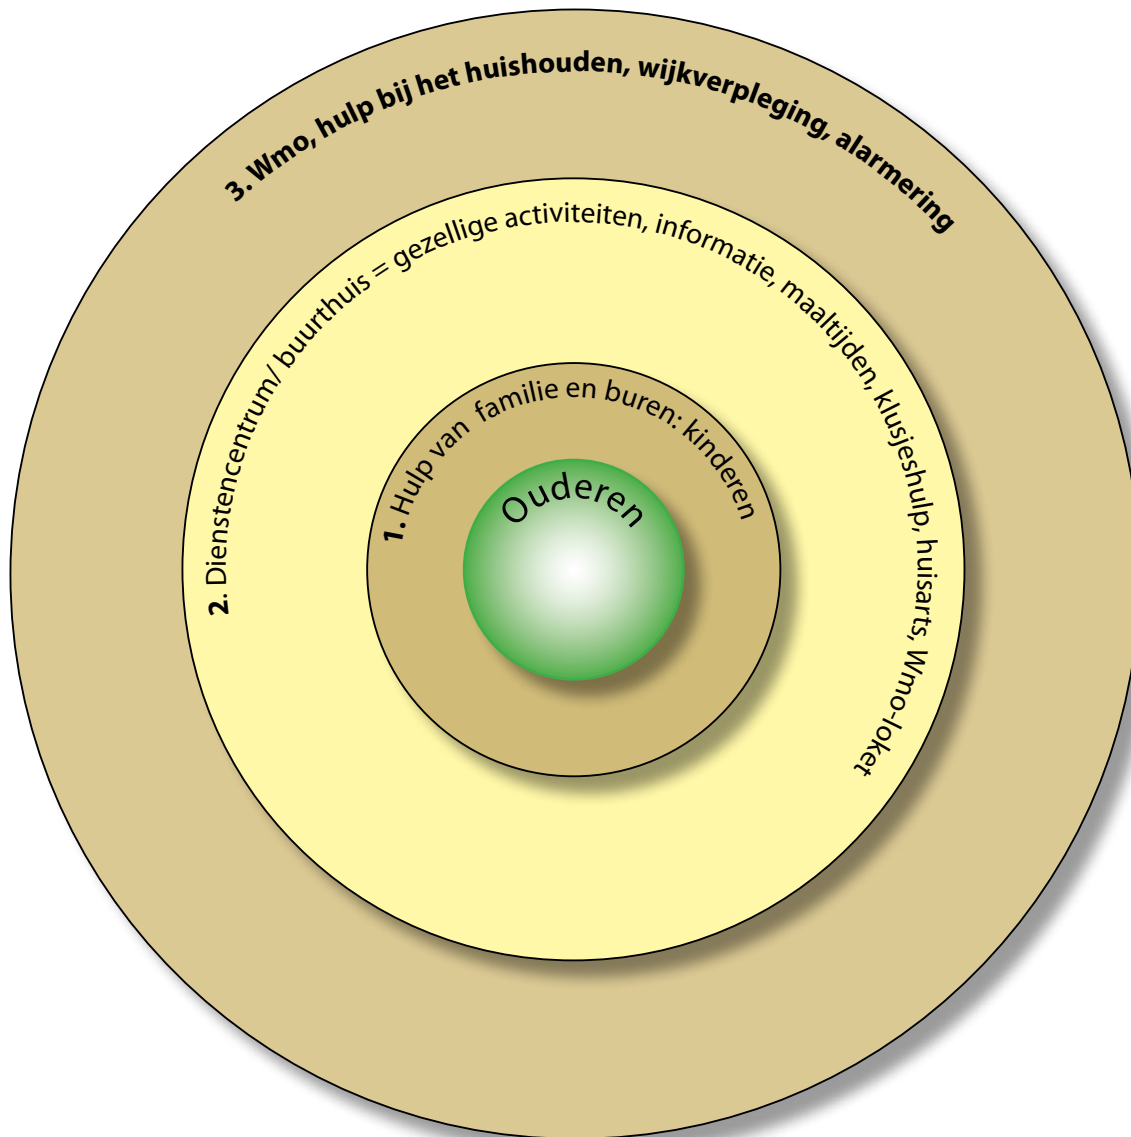 3. Wmo, hulp bij het huishouden, wijkverpleging, alarmering
2. Dienstencentrum/ buurthuis = gezellige activiteiten, informatie, maaltijden, klusjeshulp, huisarts, Wmo-loket
1. Hulp van familie en buren: kinderen
Ouderen